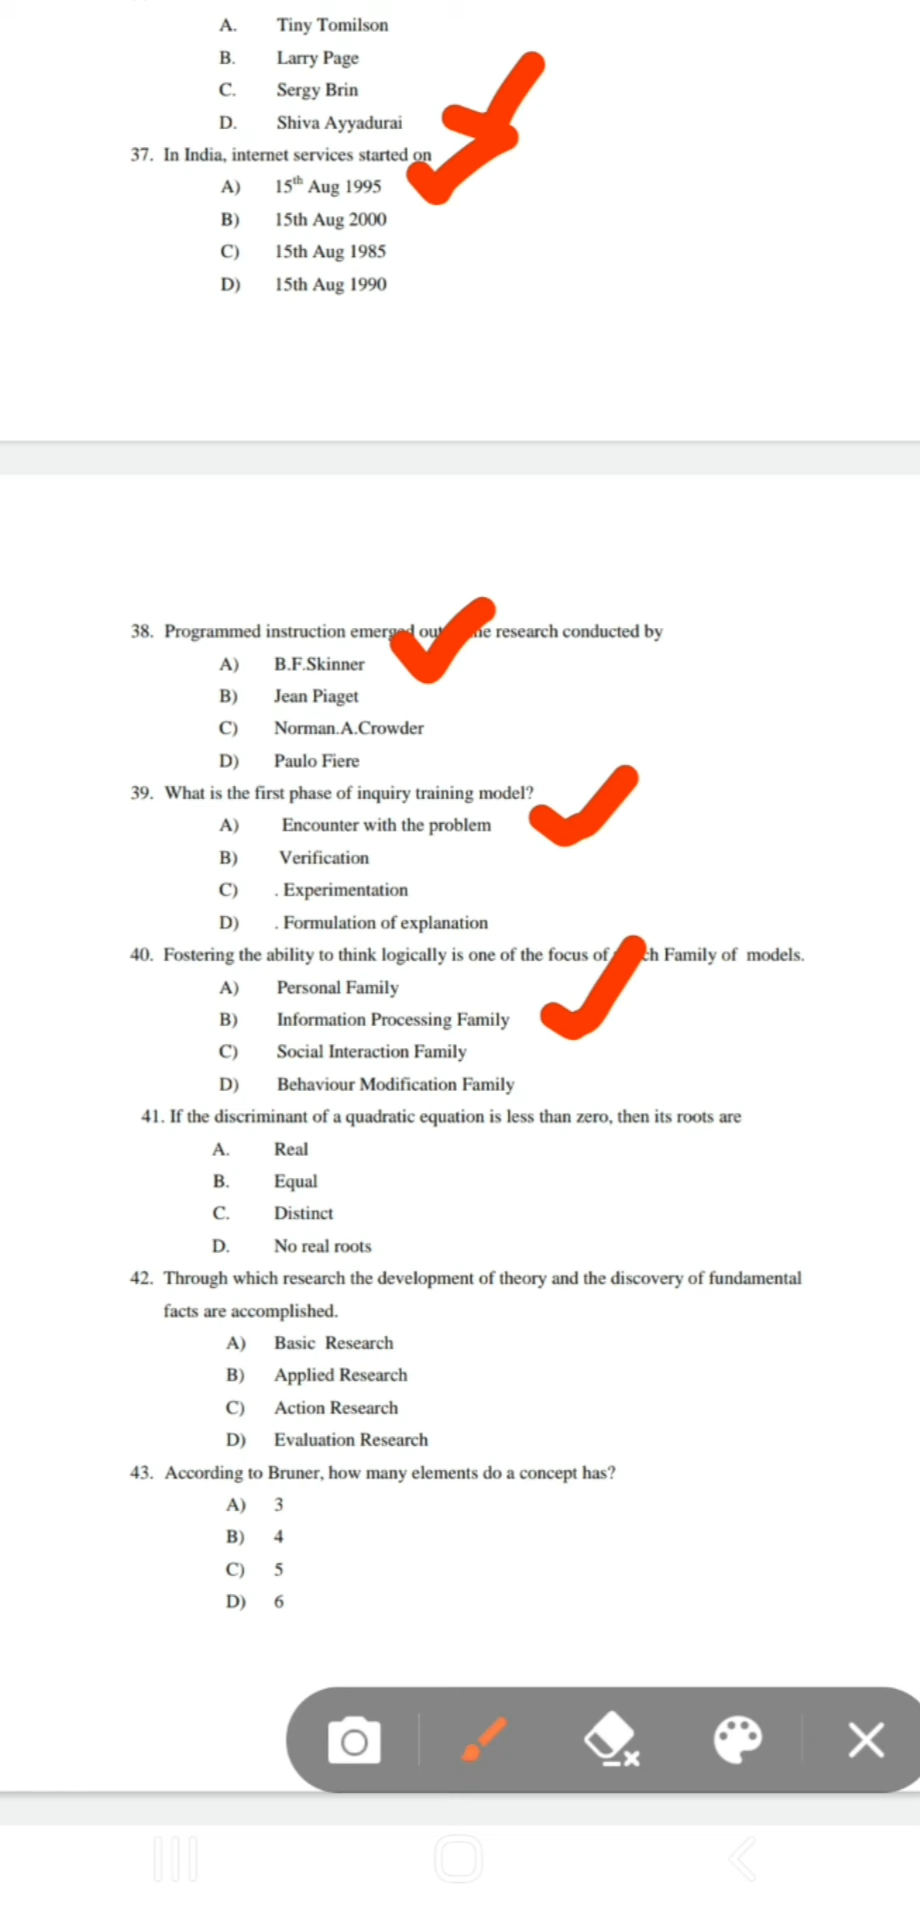 A. Tiny Tomilson
B. Larry Page
C. Sergy Brin
D. Shiva Ayyadurai
37. In India, internet services started on
A) 15th Aug 1995
B) 15th Aug 2000
C) 15th Aug 1985
D) 15th Aug 1990
38. Programmed instruction emerged out research conducted by
A) B.F.Skinner
B) Jean Piaget
C) Norman.A.Crowder
D) Paulo Fiere
39. What is the first phase of inquiry training model?
A) Encounter with the problem
B) Verification
C) . Experimentation
D) . Formulation of explanation
40. Fostering the ability to think logically is one of the focus of Family of models.
A) Personal Family
B) Information Processing Family
C) Social Interaction Family
D) Behaviour Modification Family
41. If the discriminant of a quadratic equation is less than zero, then its roots are
A. Real
B. Equal
C. Distinct
D. No real roots
42. Through which research the development of theory and the discovery of fundamental
facts are accomplished.
A) Basic Research
B) Applied Research
C) Action Research
D) Evaluation Research
43. According to Bruner, how many elements do a concept has?
A) 3
B) 4
C) 5
D) 6